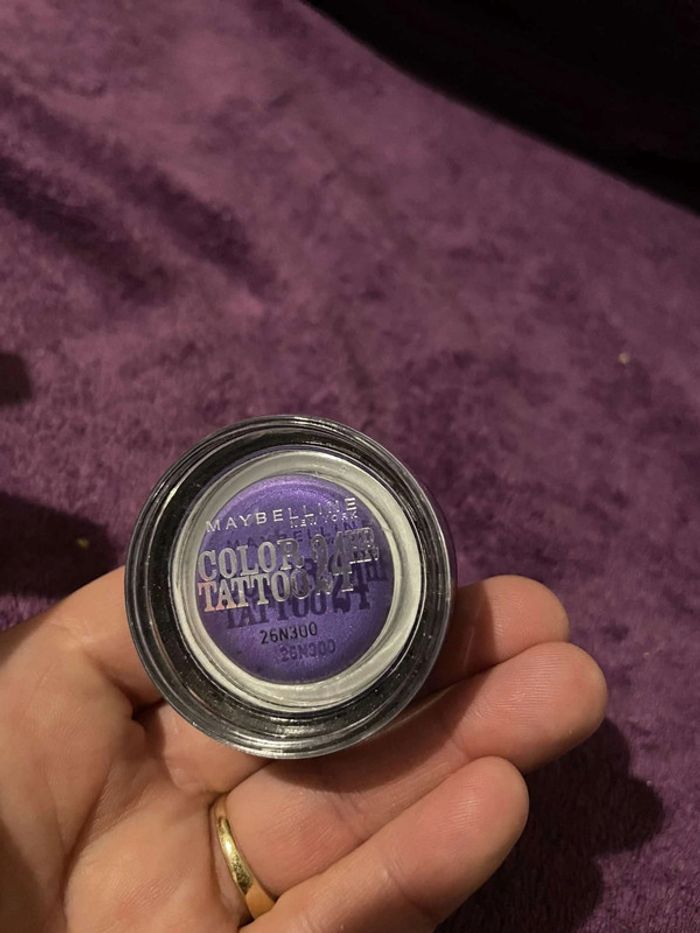 MAYBELLINE
NEW YORK
COLOR 24HR
TATTOO
26N300